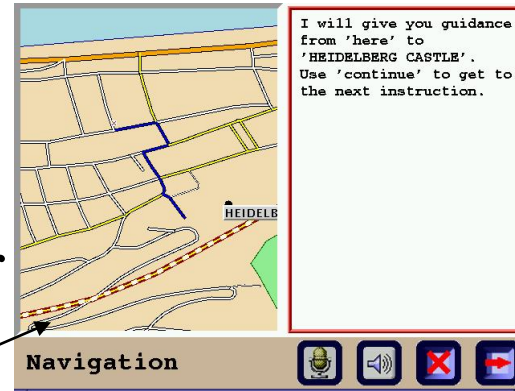 I will give you guidance
from 'here' to
'HEIDELBERG CASTLE'.
Use 'continue' to get to
the next instruction.
HEIDELB
Navigation